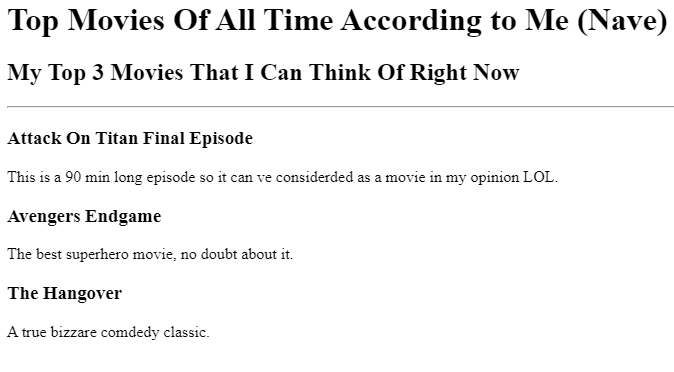 Top Movies Of All Time According to Me (Nave)
My Top 3 Movies That I Can Think Of Right Now
Attack On Titan Final Episode
This is a 90 min long episode so it can ve considerded as a movie in my opinion LOL.
Avengers Endgame
The best superhero movie, no doubt about it.
The Hangover
A true bizzare comdedy classic.